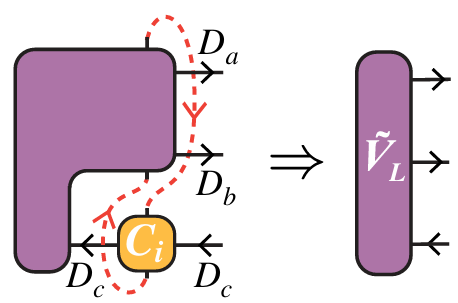 D_a
D_b
⇒
Ṽ_L
C_i
D_c
D_c